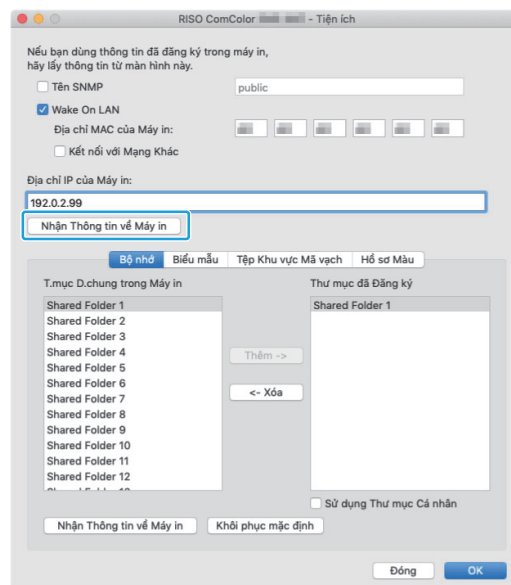 RISO ComColor - Tiện ích
Nếu bạn dùng thông tin đã đăng ký trong máy in,
hãy lấy thông tin từ màn hình này.
Tên SNMP
public
Wake On LAN
Địa chỉ MAC của Máy in:
Kết nối với Mạng Khác
Địa chỉ IP của Máy in:
192.0.2.99
Nhận Thông tin về Máy in
Bộ nhớ Biểu mẫu Tệp Khu vực Mã vạch Hồ sơ Màu
T.mục D.chung trong Máy in
Thư mục đã Đăng ký
Shared Folder 1
Shared Folder 2
Shared Folder 3
Shared Folder 4
Shared Folder 5
Shared Folder 6
Shared Folder 7
Shared Folder 8
Shared Folder 9
Shared Folder 10
Shared Folder 11
Shared Folder 12
Thêm ->
<- Xóa
Shared Folder 1
Sử dụng Thư mục Cá nhân
Nhận Thông tin về Máy in
Khôi phục mặc định
Đóng
OK